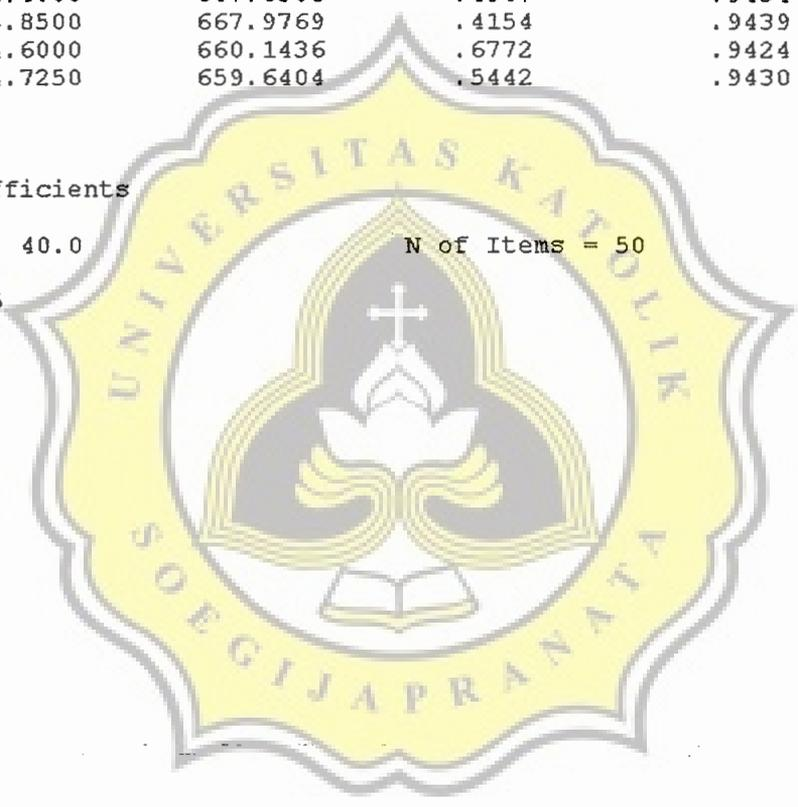 .8500 667.9769 .4154 .9439
.6000 660.1436 .6772 .9424
.7250 659.6404 .5442 .9430
fficients
40.0 N of Items = 50
UNIVERSITAS KATOLIK
SOEGIJAPRANATA